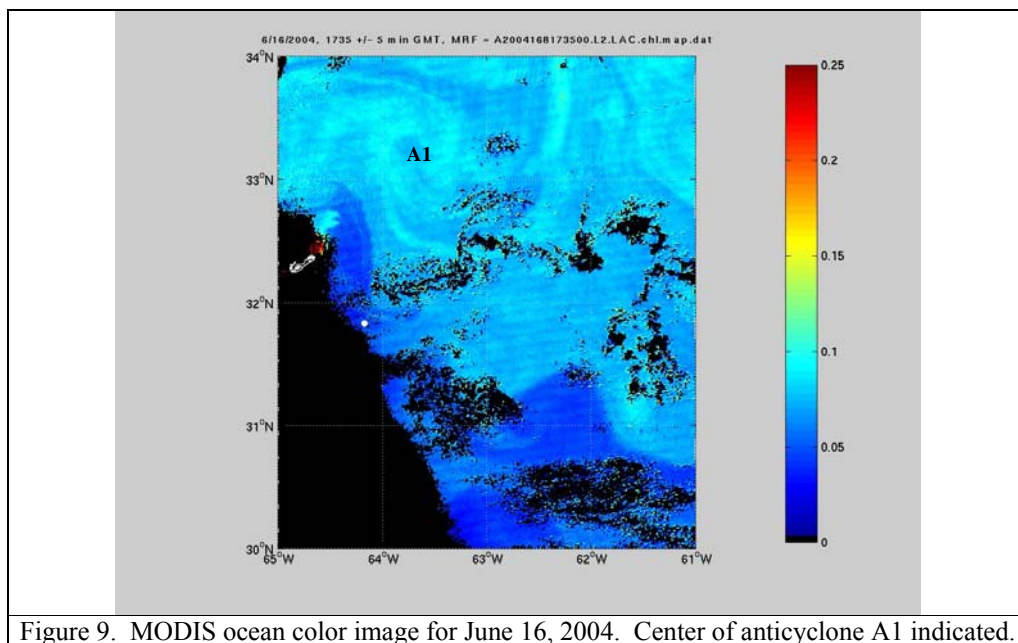 6/16/2004, 1735 +/- 5 min GMT, MRF - A2004168173500.L2.LAC.chl.map.dat
34°N
33°N
32°N
31°N
30°N
65°W 64°W 63°W 62°W 61°W
A1
0.25
0.2
0.15
0.1
0.05
0
Figure 9. MODIS ocean color image for June 16, 2004. Center of anticyclone A1 indicated.